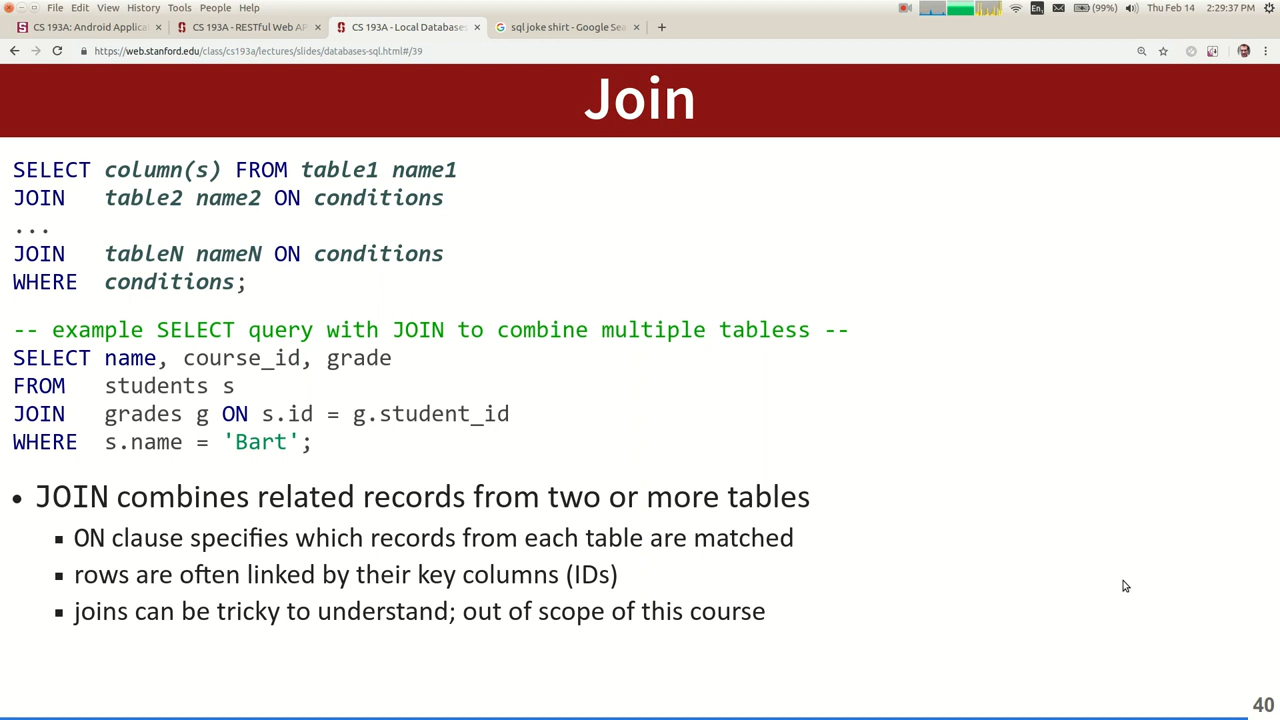 File Edit View History Tools People Help
En
(99%)
Thu Feb 14 2:29:37 PM
CS 193A: Android Applica
CS 193A - RESTful Web AP
CS 193A - Local Databases
sql joke shirt - Google Sea
https://web.stanford.edu/class/cs193a/lectures/slides/databases-sql.html#/39
Join
SELECT column(s) FROM table1 name1
JOIN table2 name2 ON conditions
...
JOIN tableN nameN ON conditions
WHERE conditions;
-- example SELECT query with JOIN to combine multiple tabless --
SELECT name, course_id, grade
FROM students s
JOIN grades g ON s.id = g.student_id
WHERE s.name = 'Bart';
• JOIN combines related records from two or more tables
▪ ON clause specifies which records from each table are matched
▪ rows are often linked by their key columns (IDs)
▪ joins can be tricky to understand; out of scope of this course
40